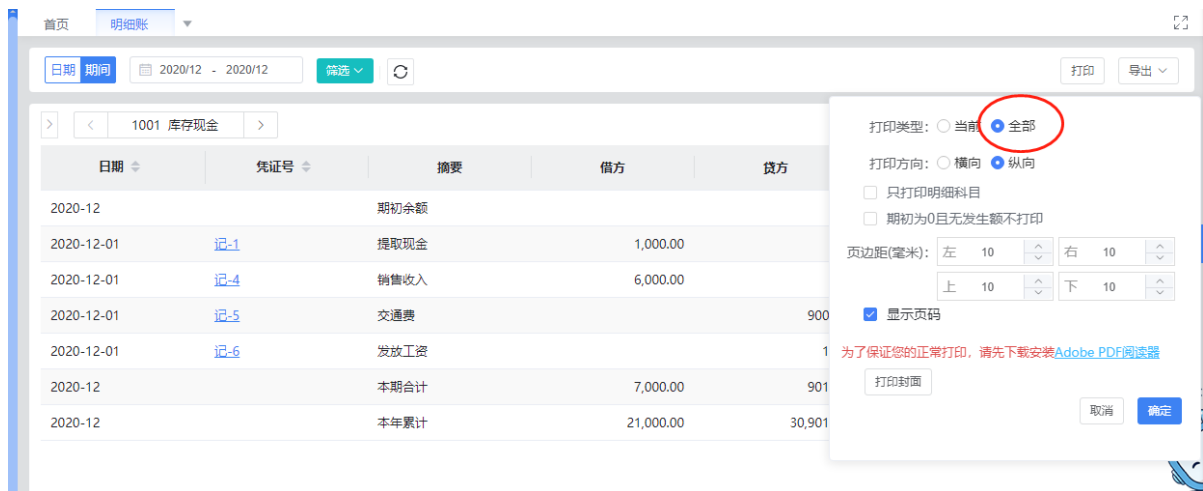 首页 明细账
日期 期间 2020/12 - 2020/12 筛选 打印 导出
1001 库存现金
日期 凭证号 摘要 借方 贷方
2020-12 期初余额
2020-12-01 记-1 提取现金 1,000.00
2020-12-01 记-4 销售收入 6,000.00
2020-12-01 记-5 交通费 900
2020-12-01 记-6 发放工资 1
2020-12 本期合计 7,000.00 901
2020-12 本年累计 21,000.00 30,901
打印类型: 当前 全部
打印方向: 横向 纵向
只打印明细科目
期初为0且无发生额不打印
页边距(毫米): 左 10 右 10
上 10 下 10
显示页码
为了保证您的正常打印，请先下载安装Adobe PDF阅读器
打印封面
取消 确定